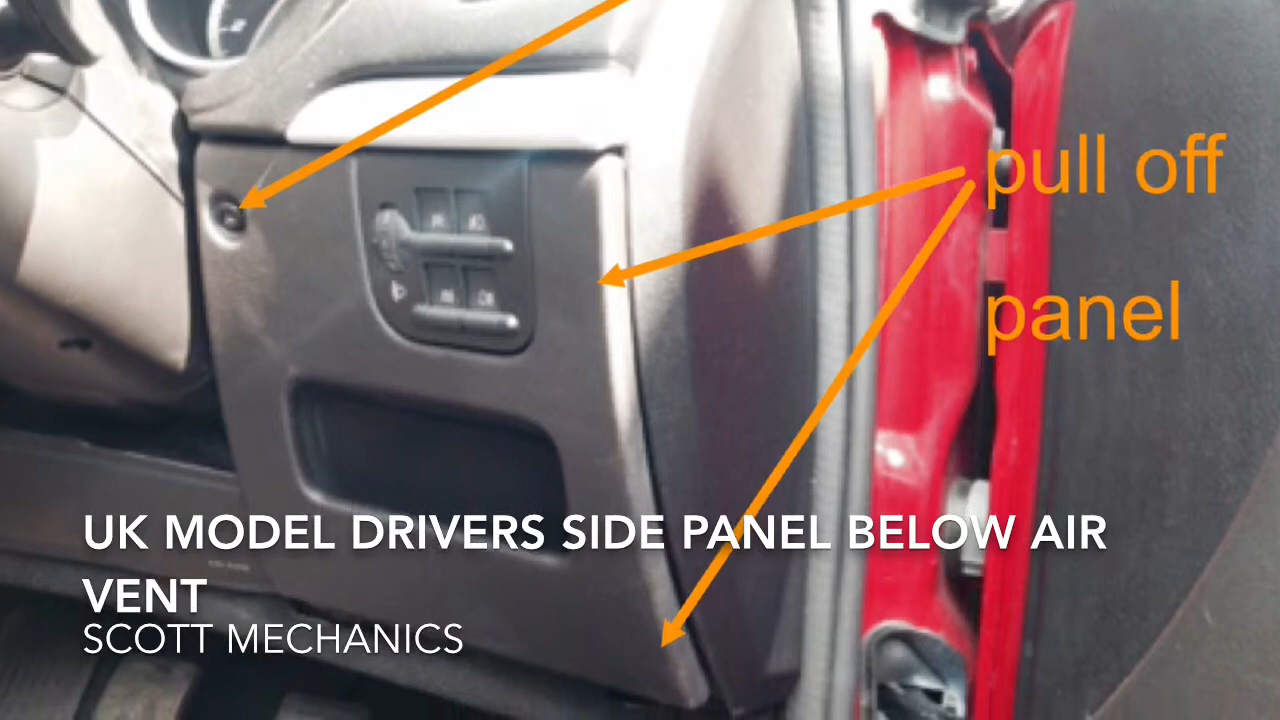 pull off
panel
UK MODEL DRIVERS SIDE PANEL BELOW AIR
VENT
SCOTT MECHANICS